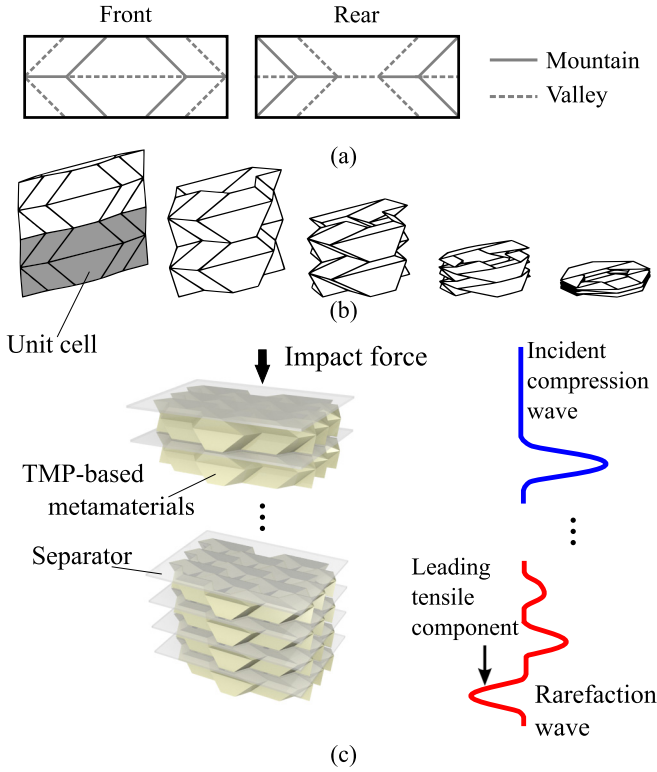 Front
Rear
Mountain
Valley
(a)
(b)
Unit cell
Impact force
Incident
compression
wave
TMP-based
metamaterials
Separator
Leading
tensile
component
Rarefaction
wave
(c)